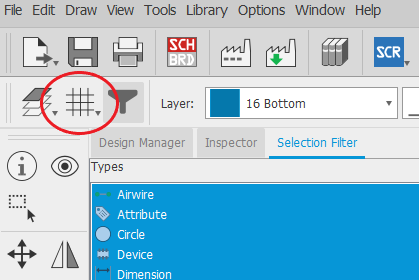 File Edit Draw View Tools Library Options Window Help
SCH
BRD
SCR
Layer: 16 Bottom
Design Manager Inspector Selection Filter
Types
Airwire
Attribute
Circle
Device
Dimension